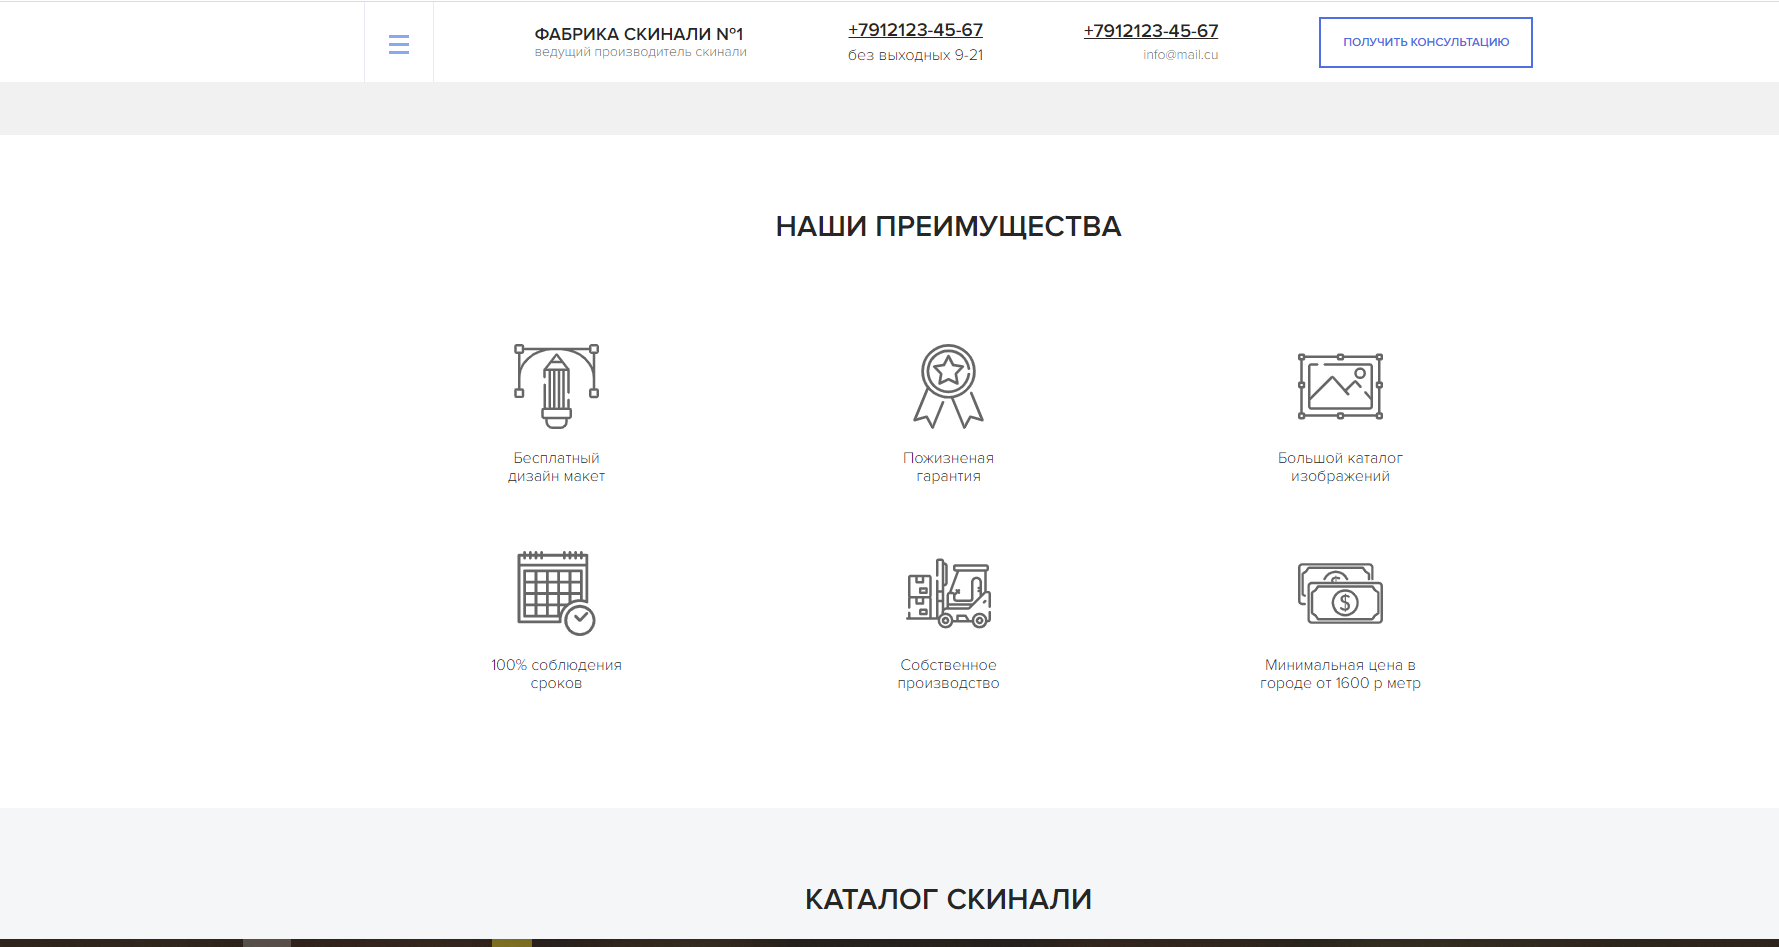 ФАБРИКА СКИНАЛИ №1
ведущий производитель скинали
+7912123-45-67
без выходных 9-21
+7912123-45-67
info@mail.cu
ПОЛУЧИТЬ КОНСУЛЬТАЦИЮ
НАШИ ПРЕИМУЩЕСТВА
Бесплатный
дизайн макет
Пожизненая
гарантия
Большой каталог
изображений
100% соблюдения
сроков
Собственное
производство
Минимальная цена в
городе от 1600 р метр
КАТАЛОГ СКИНАЛИ